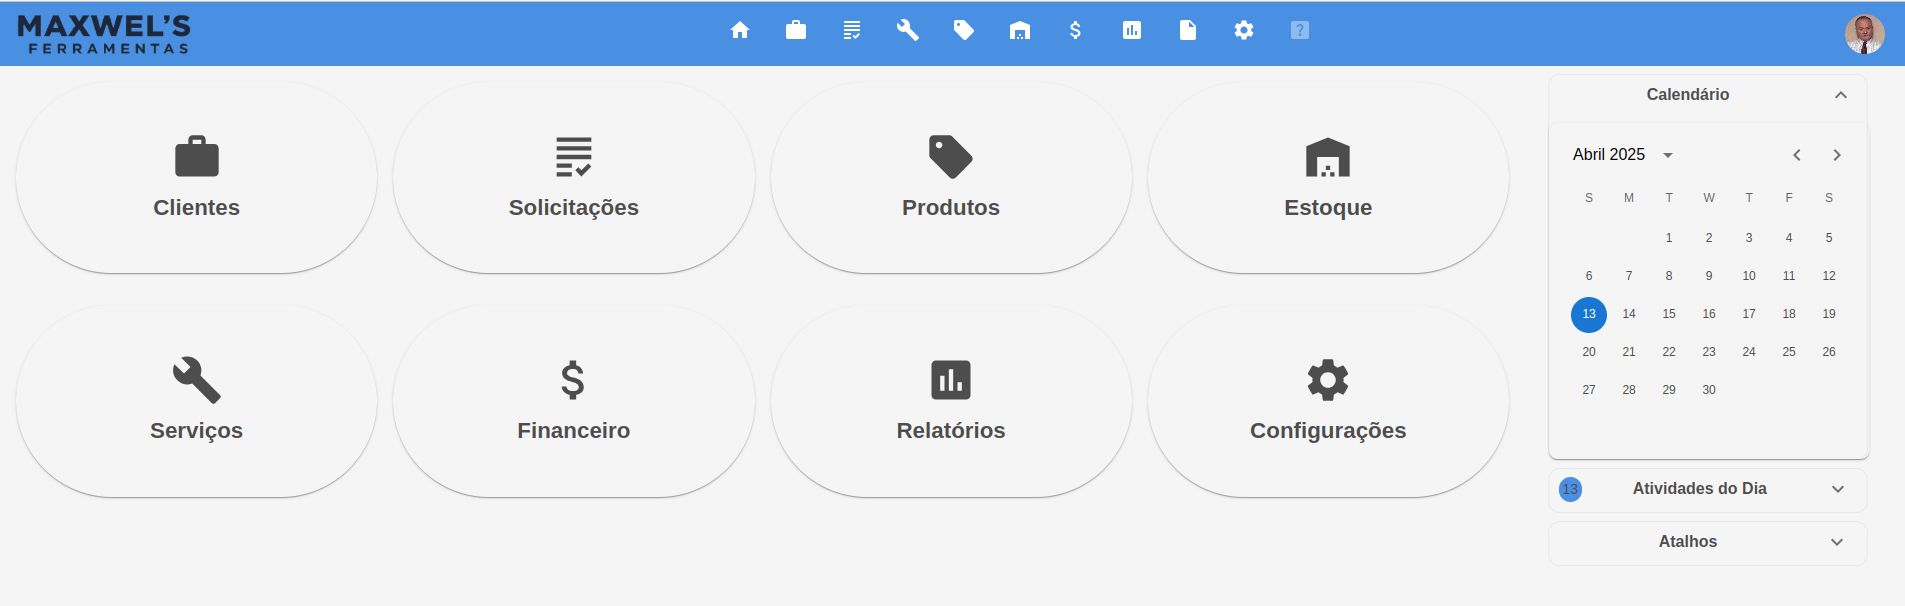 MAXWEL'S
FERRAMENTAS
?
Clientes
Solicitações
Produtos
Estoque
Serviços
Financeiro
Relatórios
Configurações
Calendário
Abril 2025
S M T W T F S
1 2 3 4 5
6 7 8 9 10 11 12
13 14 15 16 17 18 19
20 21 22 23 24 25 26
27 28 29 30
13 Atividades do Dia
Atalhos